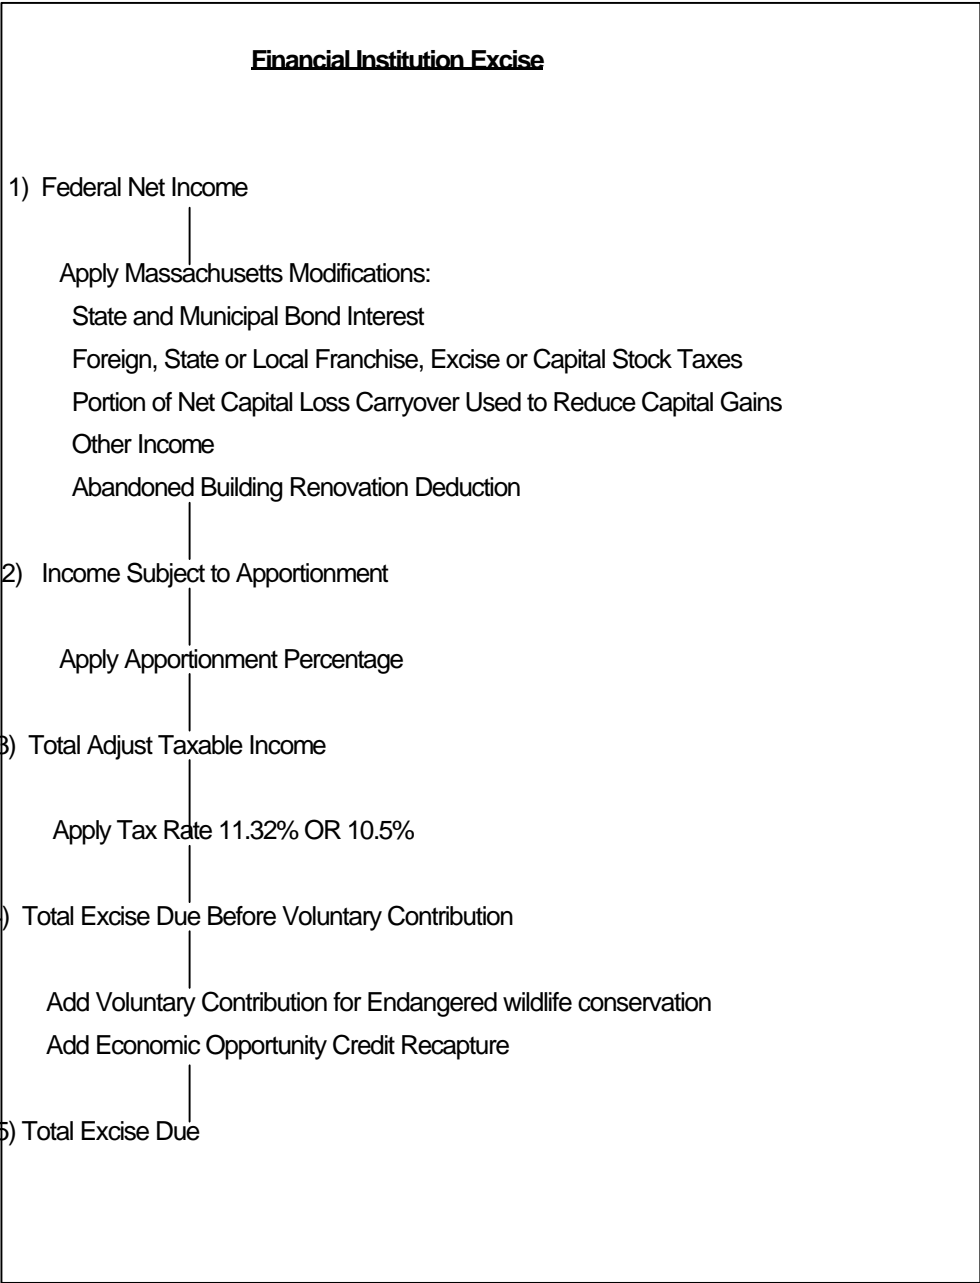 Financial Institution Excise
1) Federal Net Income
Apply Massachusetts Modifications:
State and Municipal Bond Interest
Foreign, State or Local Franchise, Excise or Capital Stock Taxes
Portion of Net Capital Loss Carryover Used to Reduce Capital Gains
Other Income
Abandoned Building Renovation Deduction
2) Income Subject to Apportionment
Apply Apportionment Percentage
3) Total Adjust Taxable Income
Apply Tax Rate 11.32% OR 10.5%
) Total Excise Due Before Voluntary Contribution
Add Voluntary Contribution for Endangered wildlife conservation
Add Economic Opportunity Credit Recapture
5) Total Excise Due